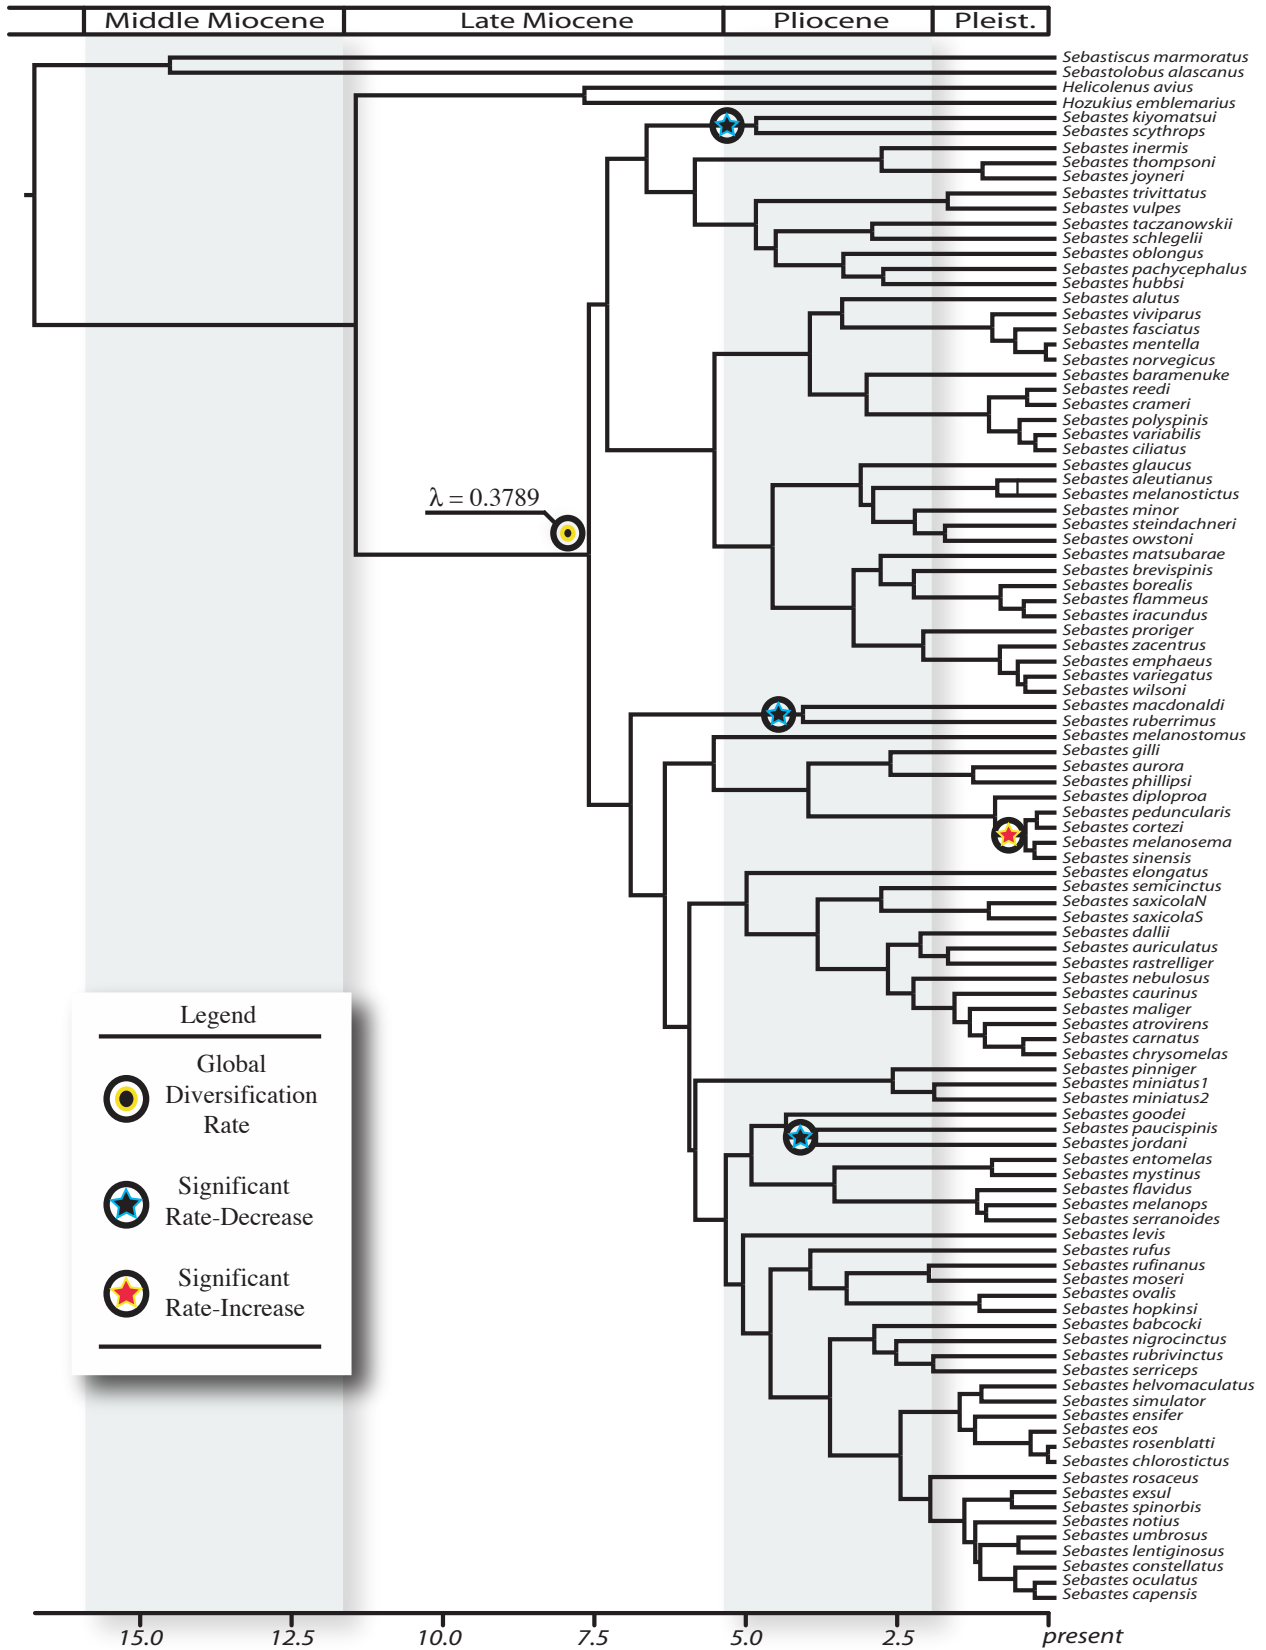 Middle Miocene Late Miocene Pliocene Pleist.
Sebastiscus marmoratus
Sebastolobus alascanus
Helicolenus avius
Hozukius emblemarius
Sebastes kiyomatsui
Sebastes scythrops
Sebastes inermis
Sebastes thompsoni
Sebastes joyneri
Sebastes trivittatus
Sebastes vulpes
Sebastes taczanowskii
Sebastes schlegelii
Sebastes oblongus
Sebastes pachycephalus
Sebastes hubbsi
Sebastes alutus
Sebastes viviparus
Sebastes fasciatus
Sebastes mentella
Sebastes norvegicus
Sebastes baramenuke
Sebastes reedi
Sebastes crameri
Sebastes polyspinis
Sebastes variabilis
Sebastes ciliatus
Sebastes glaucus
Sebastes aleutianus
Sebastes melanostictus
λ = 0.3789
Sebastes minor
Sebastes steindachneri
Sebastes owstoni
Sebastes matsubarae
Sebastes brevispinis
Sebastes borealis
Sebastes flammeus
Sebastes iracundus
Sebastes proriger
Sebastes zacentrus
Sebastes emphaeus
Sebastes variegatus
Sebastes wilsoni
Sebastes macdonaldi
Sebastes ruberrimus
Sebastes melanostomus
Sebastes gilli
Sebastes aurora
Sebastes phillipsi
Sebastes diploproa
Sebastes peduncularis
Sebastes cortezi
Sebastes melanosema
Sebastes sinensis
Sebastes elongatus
Sebastes semicinctus
Sebastes saxicolaN
Sebastes saxicolaS
Sebastes dallii
Sebastes auriculatus
Sebastes rastrelliger
Sebastes nebulosus
Sebastes caurinus
Sebastes maliger
Sebastes atrovirens
Sebastes carnatus
Sebastes chrysomelas
Sebastes pinniger
Sebastes miniatus1
Sebastes miniatus2
Sebastes goodei
Sebastes paucispinis
Sebastes jordani
Sebastes entomelas
Sebastes mystinus
Sebastes flavidus
Sebastes melanops
Sebastes serranoides
Sebastes levis
Sebastes rufus
Sebastes rufinanus
Sebastes moseri
Sebastes ovalis
Sebastes hopkinsi
Sebastes babcocki
Sebastes nigrocinctus
Sebastes rubrivinctus
Sebastes serriceps
Sebastes helvomaculatus
Sebastes simulator
Sebastes ensifer
Sebastes eos
Sebastes rosenblatti
Sebastes chlorostictus
Sebastes rosaceus
Sebastes exsul
Sebastes spinorbis
Sebastes notius
Sebastes umbrosus
Sebastes lentiginosus
Sebastes constellatus
Sebastes oculatus
Sebastes capensis
Legend
Global
Diversification
Rate
Significant
Rate-Decrease
Significant
Rate-Increase
15.0 12.5 10.0 7.5 5.0 2.5 present